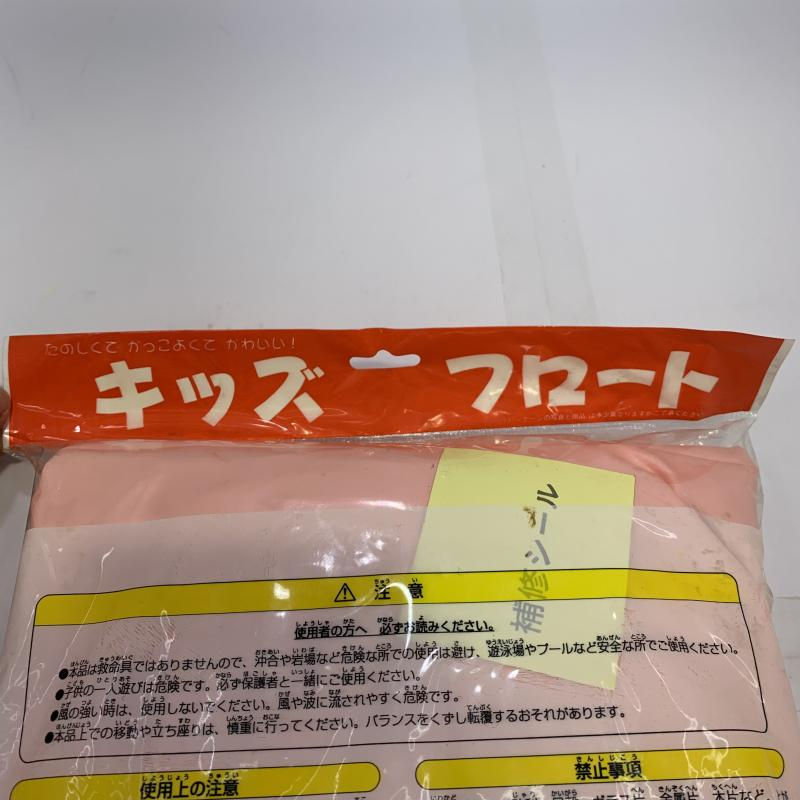 たのしくて かっこよくて かわいい!
キッズ フロート
補修シール
⚠ 注意
使用者の方へ 必ずお読みください。
●本品は救命具ではありませんので、沖合や岩場など危険な所での使用は避け、遊泳場やプールなど安全な所でご使用ください。
●子供の一人遊びは危険です。必ず保護者と一緒にご使用ください。
●風の強い時は、使用しないでください。風や波に流されやすく危険です。
●本品上での移動や立ち座りは、慎重に行ってください。バランスをくずし転覆するおそれがあります。
使用上の注意
禁止事項